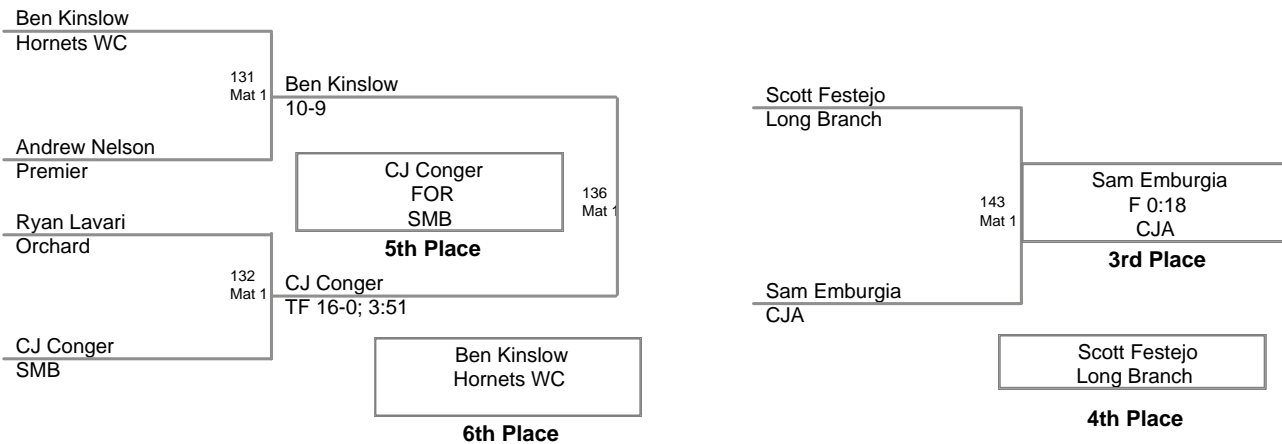 Ben Kinslow
Hornets WC
131
Mat 1
Ben Kinslow
10-9
Andrew Nelson
Premier
CJ Conger
FOR
SMB
5th Place
136
Mat 1
Ryan Lavari
Orchard
132
Mat 1
CJ Conger
TF 16-0; 3:51
CJ Conger
SMB
Ben Kinslow
Hornets WC
6th Place
Scott Festejo
Long Branch
143
Mat 1
Sam Emburgia
F 0:18
CJA
3rd Place
Sam Emburgia
CJA
Scott Festejo
Long Branch
4th Place